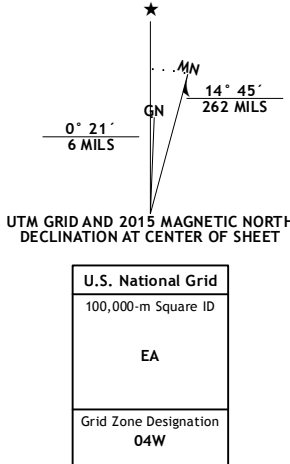 ★
MN
GN
14° 45´
262 MILS
0° 21´
6 MILS
UTM GRID AND 2015 MAGNETIC NORTH
DECLINATION AT CENTER OF SHEET
U.S. National Grid
100,000-m Square ID
EA
Grid Zone Designation
04W